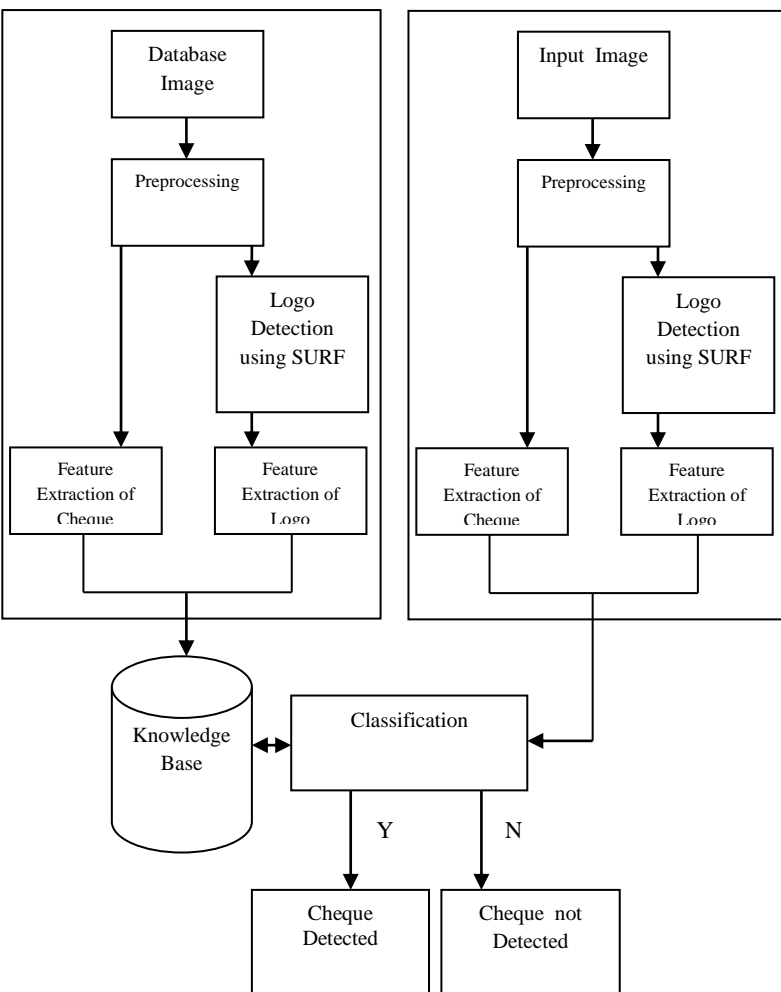 Database
Image
Preprocessing
Logo
Detection
using SURF
Feature
Extraction of
Cheque
Feature
Extraction of
Logo
Input Image
Preprocessing
Logo
Detection
using SURF
Feature
Extraction of
Cheque
Feature
Extraction of
Logo
Knowledge
Base
Classification
Y
N
Cheque
Detected
Cheque not
Detected